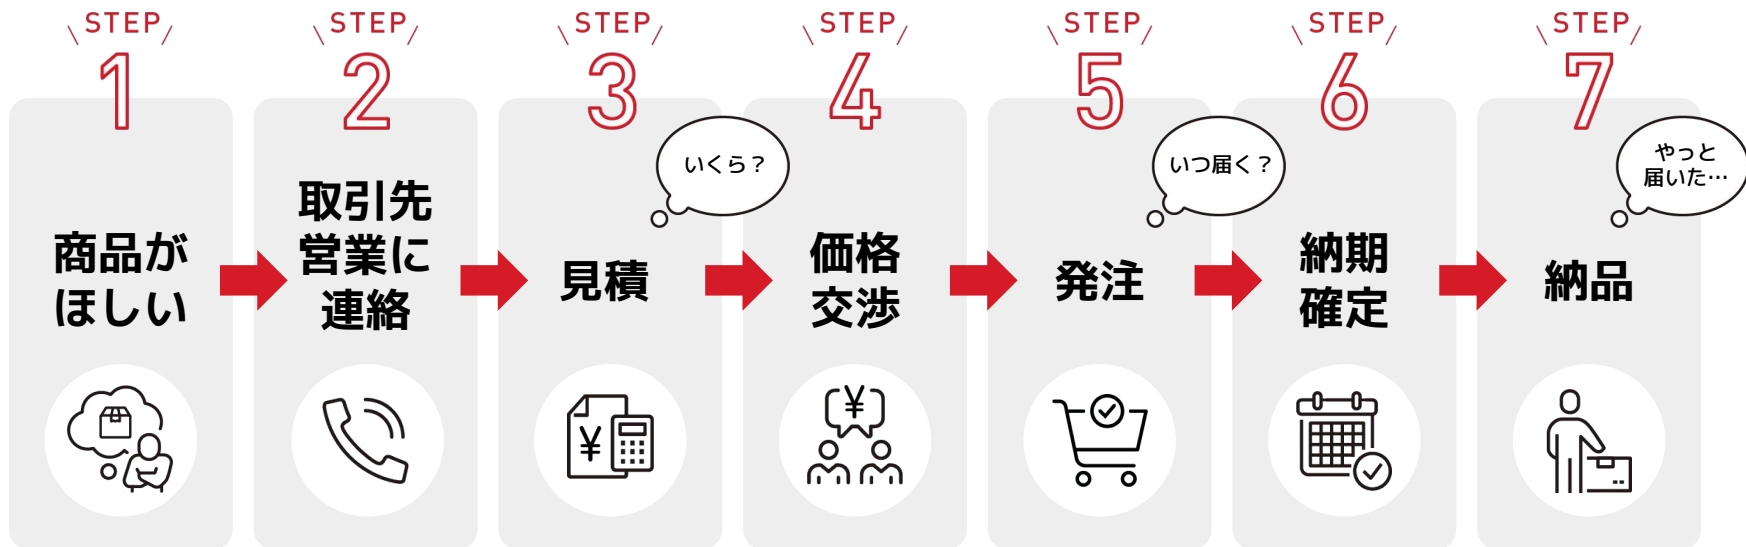 STEP
1
商品が
ほしい
STEP
2
取引先
営業に
連絡
STEP
3
いくら？
見積
¥
STEP
4
価格
交渉
¥
STEP
5
いつ届く？
発注
STEP
6
納期
確定
STEP
7
やっと
届いた…
納品